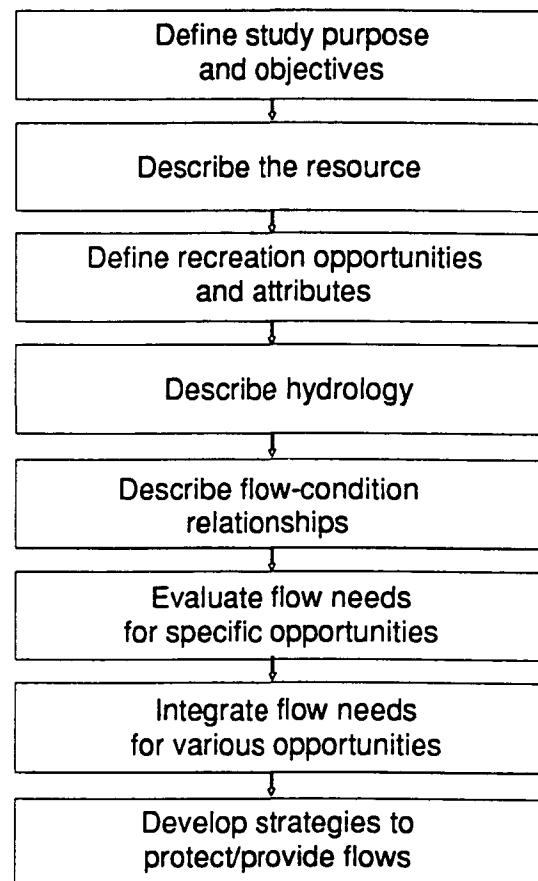 Define study purpose
and objectives
Describe the resource
Define recreation opportunities
and attributes
Describe hydrology
Describe flow-condition
relationships
Evaluate flow needs
for specific opportunities
Integrate flow needs
for various opportunities
Develop strategies to
protect/provide flows